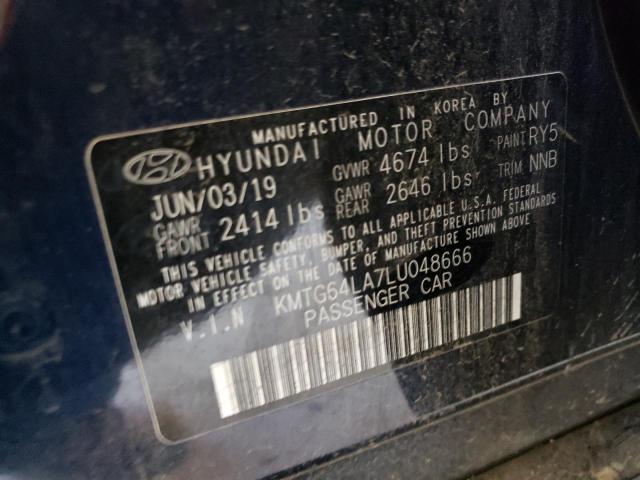 MANUFACTURED IN KOREA BY
HYUNDAI MOTOR COMPANY
JUN/03/19 GVWR 4674 lbs PAINT RY5
GAWR FRONT 2414 lbs GAWR REAR 2646 lbs TRIM NNB
THIS VEHICLE CONFORMS TO ALL APPLICABLE U.S.A. FEDERAL
MOTOR VEHICLE SAFETY, BUMPER, AND THEFT PREVENTION
STANDARDS IN EFFECT ON THE DATE OF MANUFACTURE SHOWN ABOVE.
V.I.N KMTG64LA7LU048666
PASSENGER CAR